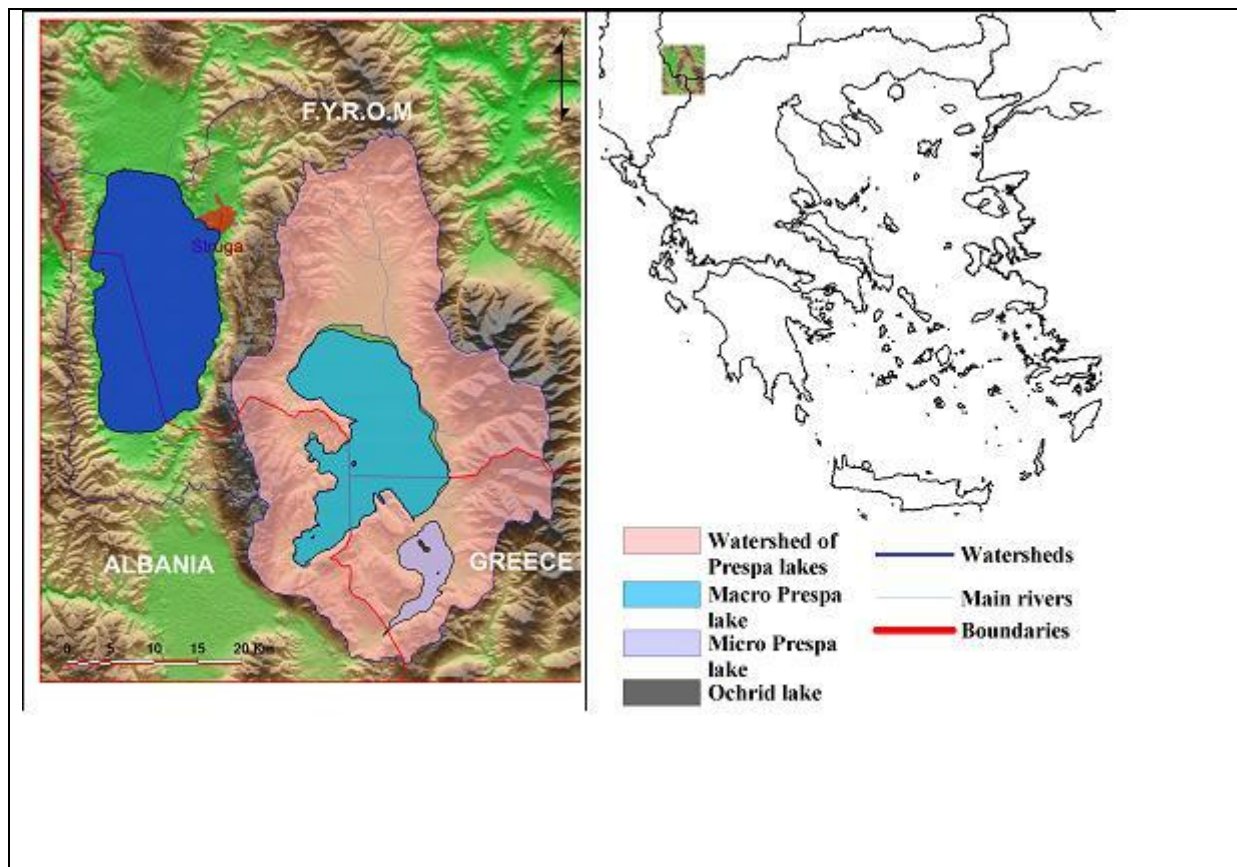 F.Y.R.O.M
Struga
ALBANIA
GREECE
0 5 10 15 20 Km
Watershed of
Prespa lakes
Macro Prespa
lake
Micro Prespa
lake
Ochrid lake
Watersheds
Main rivers
Boundaries